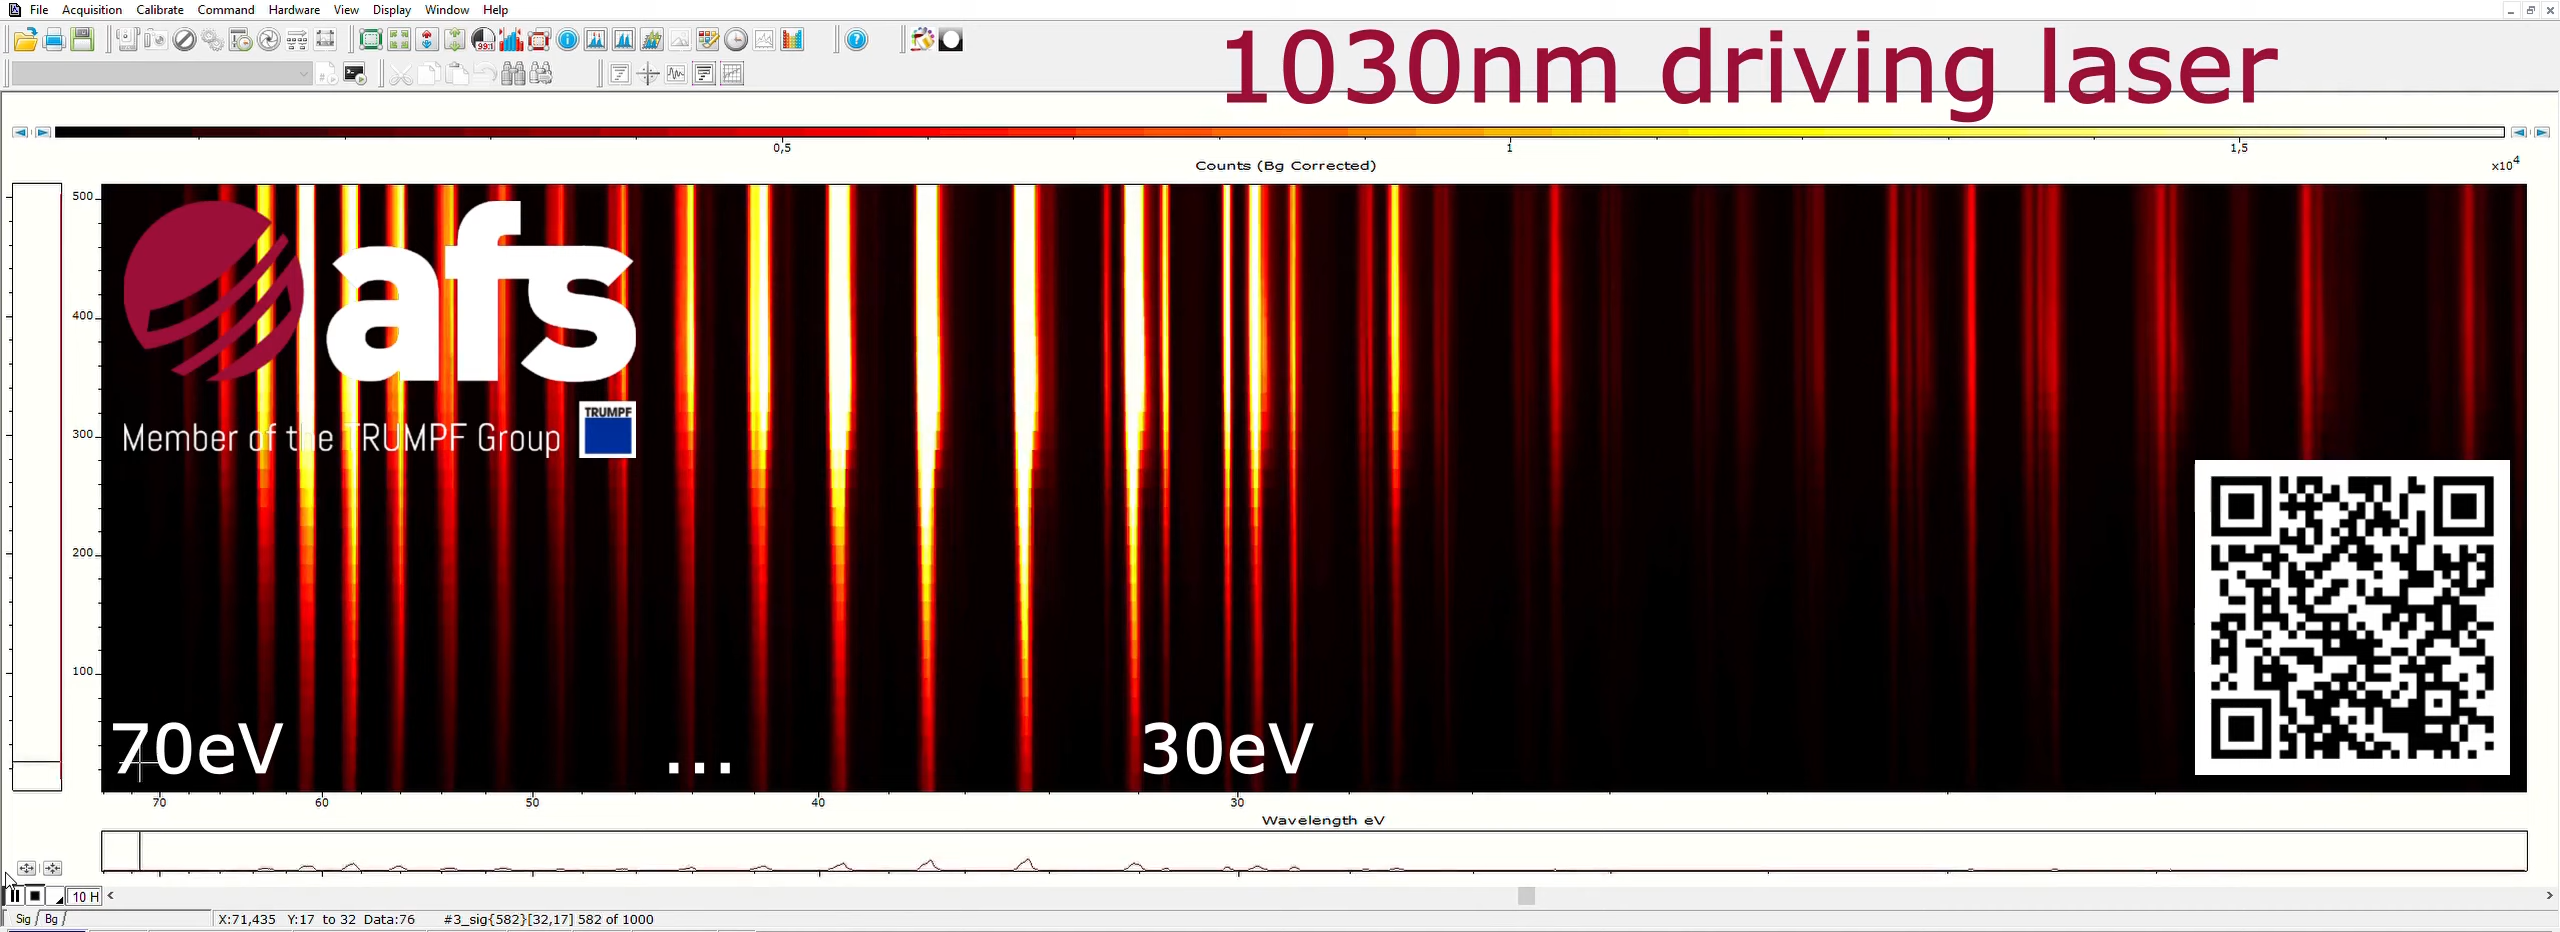 File Acquisition Calibrate Command Hardware View Display Window Help
1030nm driving laser
0,5 1 1,5
Counts (Bg Corrected)
x10^4
500
400
300
200
100
afs
Member of the TRUMPF Group
TRUMPF
70eV ... 30eV
70 60 50 40 30
Wavelength eV
10 H
Sig Bg
X:71,435 Y:17 to 32 Data:76 #3_sig{582}[32,17] 582 of 1000